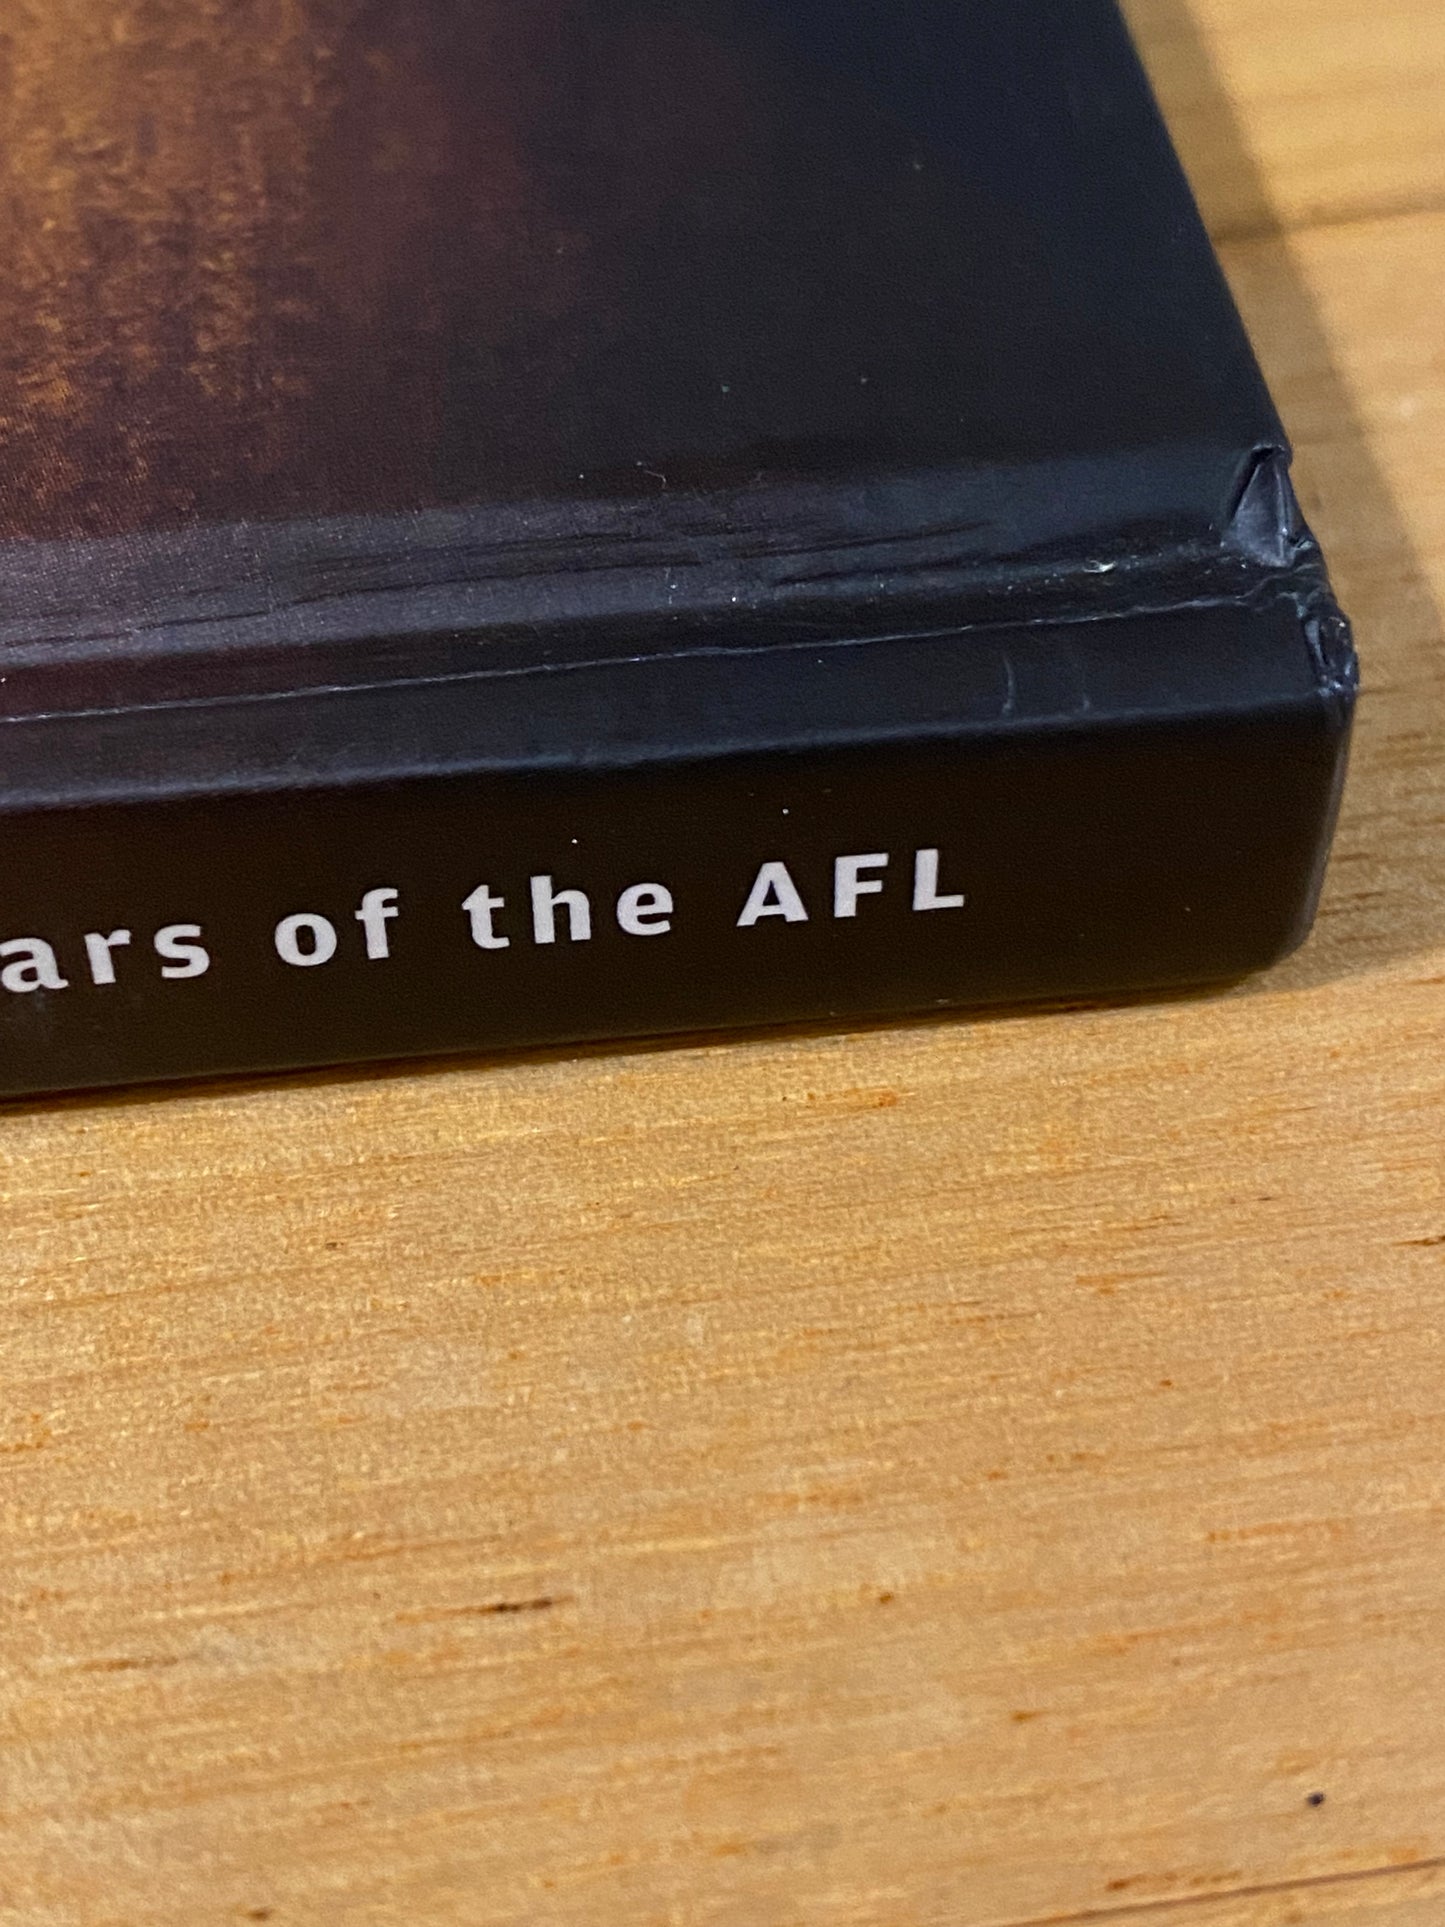 ars of the AFL